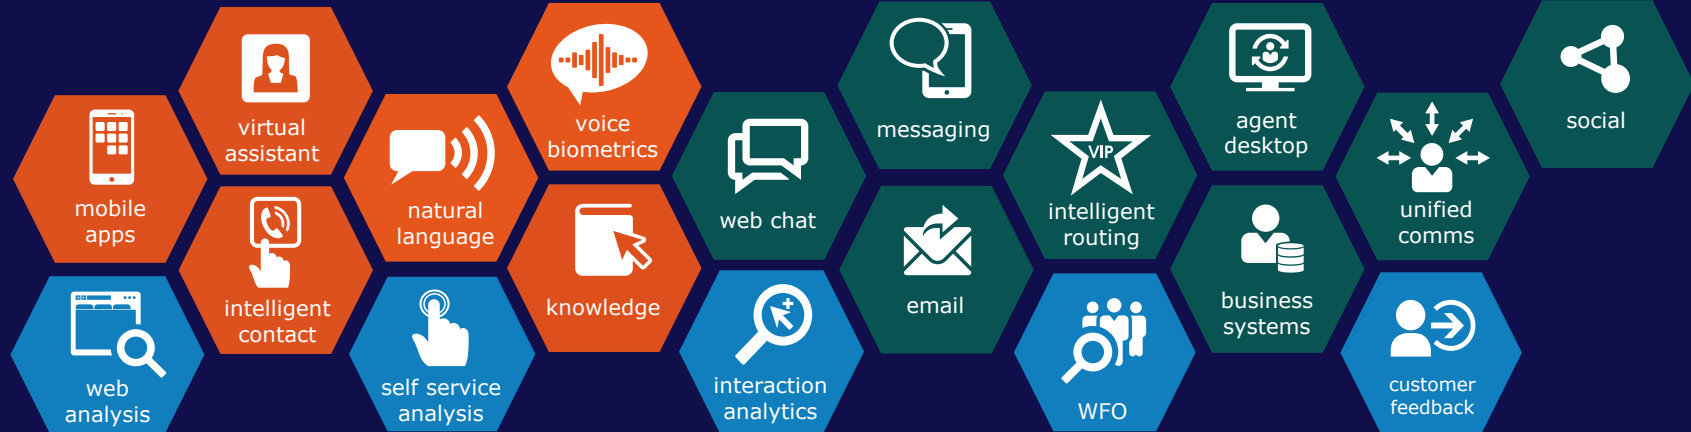 mobile
apps
virtual
assistant
intelligent
contact
natural
language
voice
biometrics
knowledge
web chat
messaging
email
VIP
intelligent
routing
agent
desktop
business
systems
unified
comms
social
web
analysis
self service
analysis
interaction
analytics
WFO
customer
feedback